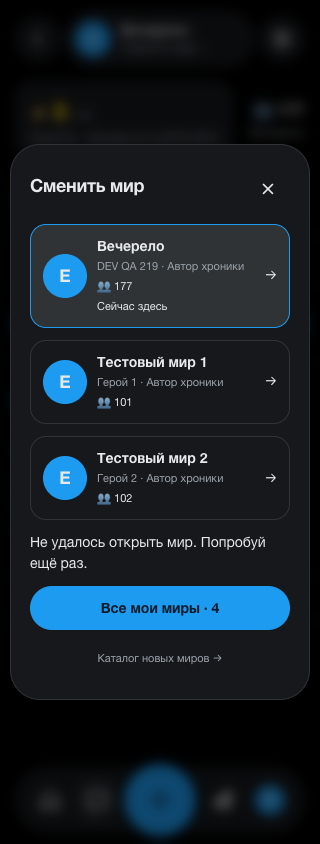 Сменить мир
×
Вечерело
DEV QA 219 · Автор хроники
👥 177
Сейчас здесь
E
→
Тестовый мир 1
Герой 1 · Автор хроники
👥 101
E
→
Тестовый мир 2
Герой 2 · Автор хроники
👥 102
E
→
Не удалось открыть мир. Попробуй
ещё раз.
Все мои миры · 4
Каталог новых миров →